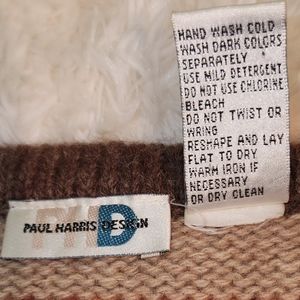 HAND WASH COLD
WASH DARK COLORS
SEPARATELY
USE MILD DETERGENT
DO NOT USE CHLORINE
BLEACH
DO NOT TWIST OR
WRING
RESHAPE AND LAY
FLAT TO DRY
WARM IRON IF
NECESSARY
OR DRY CLEAN
PHD
PAUL HARRIS DESIGN